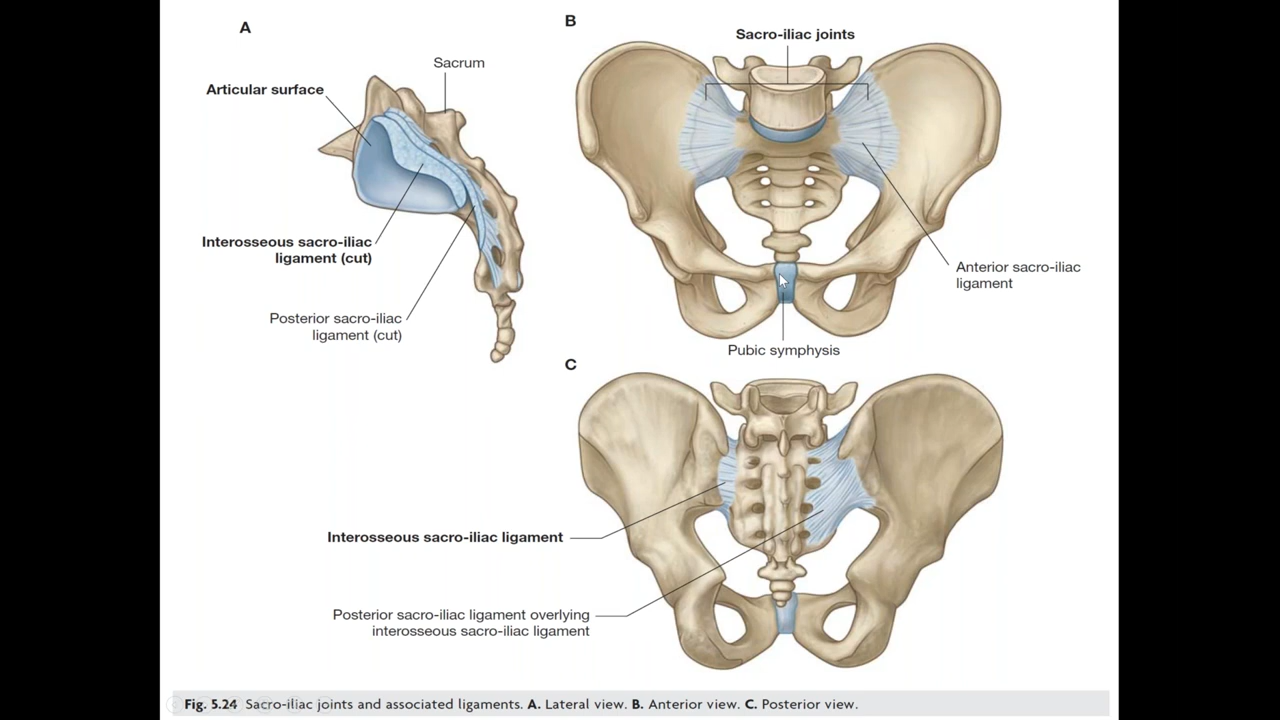 A
Sacrum
Articular surface
Interosseous sacro-iliac
ligament (cut)
Posterior sacro-iliac
ligament (cut)
B
Sacro-iliac joints
Anterior sacro-iliac
ligament
Pubic symphysis
C
Interosseous sacro-iliac ligament
Posterior sacro-iliac ligament overlying
interosseous sacro-iliac ligament
Fig. 5.24 Sacro-iliac joints and associated ligaments. A. Lateral view. B. Anterior view. C. Posterior view.